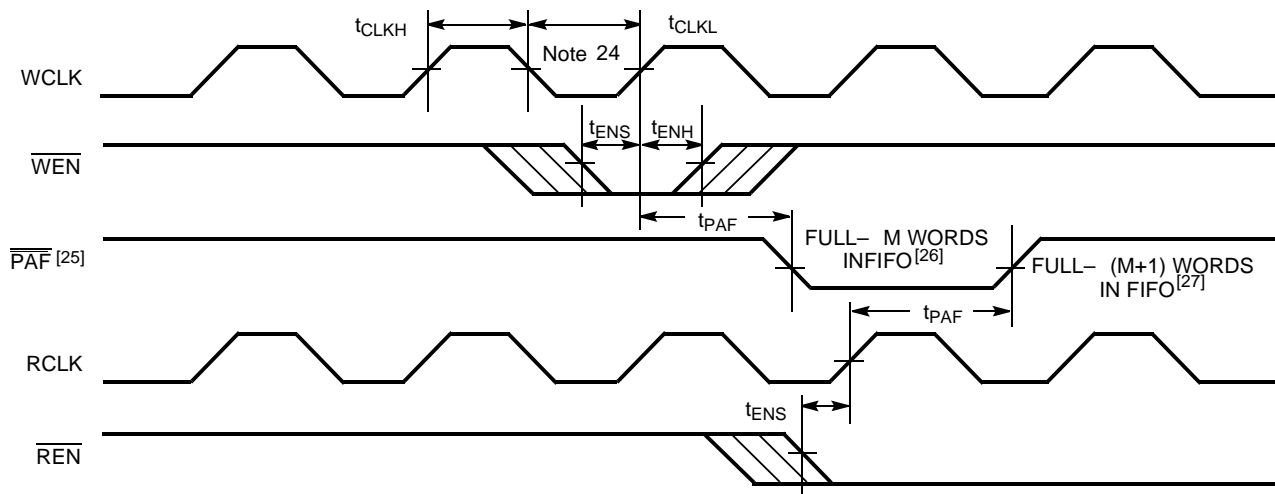 tCLKH
tCLKL
Note 24
WCLK
tENS
tENH
WEN
tPAF
PAF [25]
FULL– M WORDS
INFIFO[26]
FULL– (M+1) WORDS
IN FIFO[27]
tPAF
RCLK
tENS
REN